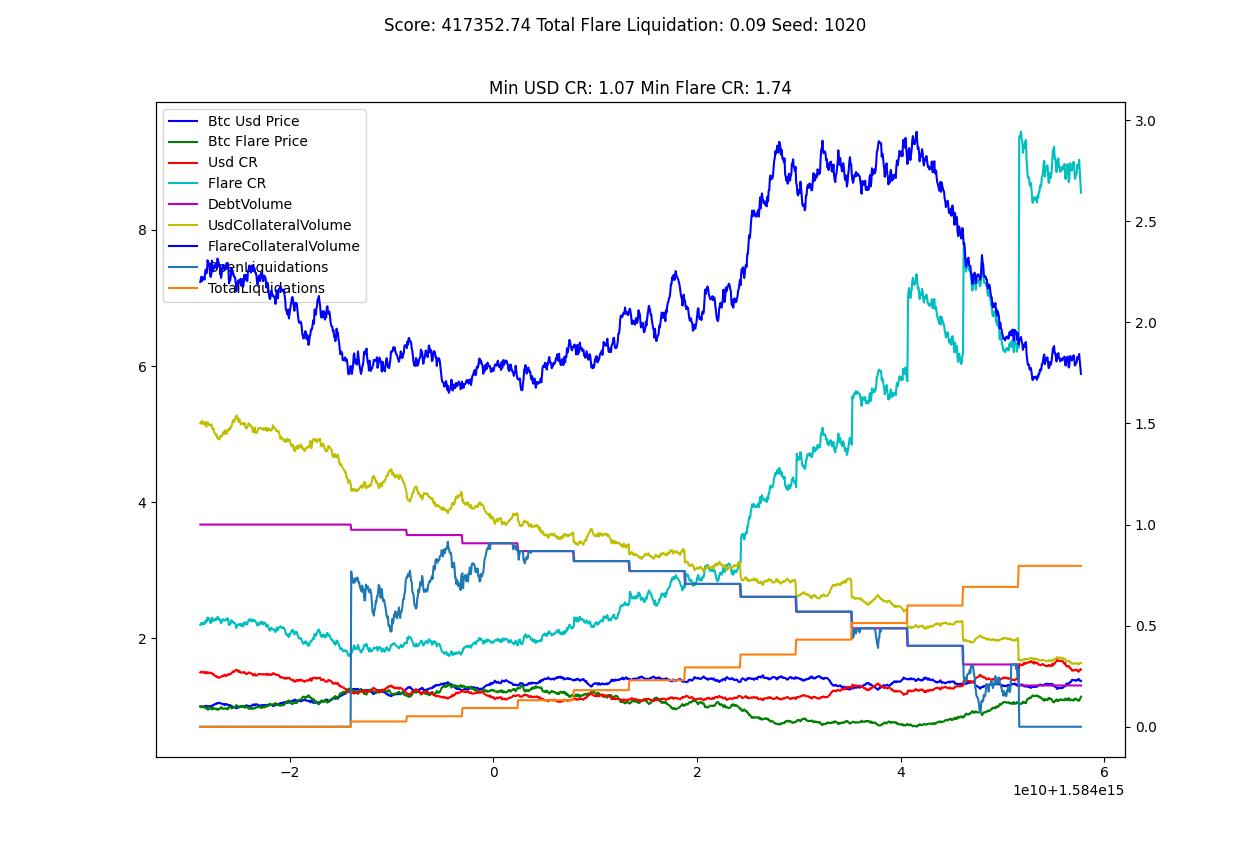 Score: 417352.74 Total Flare Liquidation: 0.09 Seed: 1020
Min USD CR: 1.07 Min Flare CR: 1.74
Btc Usd Price
Btc Flare Price
Usd CR
Flare CR
DebtVolume
UsdCollateralVolume
FlareCollateralVolume
OpenLiquidations
TotalLiquidations
8
6
4
2
3.0
2.5
2.0
1.5
1.0
0.5
0.0
−2 0 2 4 6
1e10+1.584e15